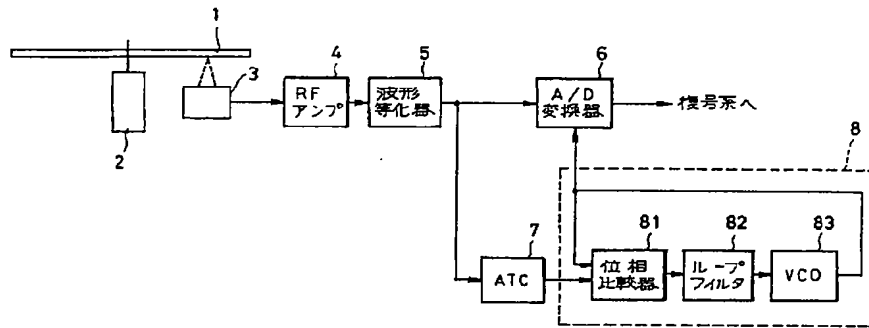 1
4
5
6
3
RF
アンプ
波形
等化器
A/D
変換器
復号系へ
2
8
7
81
82
83
ATC
位相
比較器
ループ
フィルタ
VCO